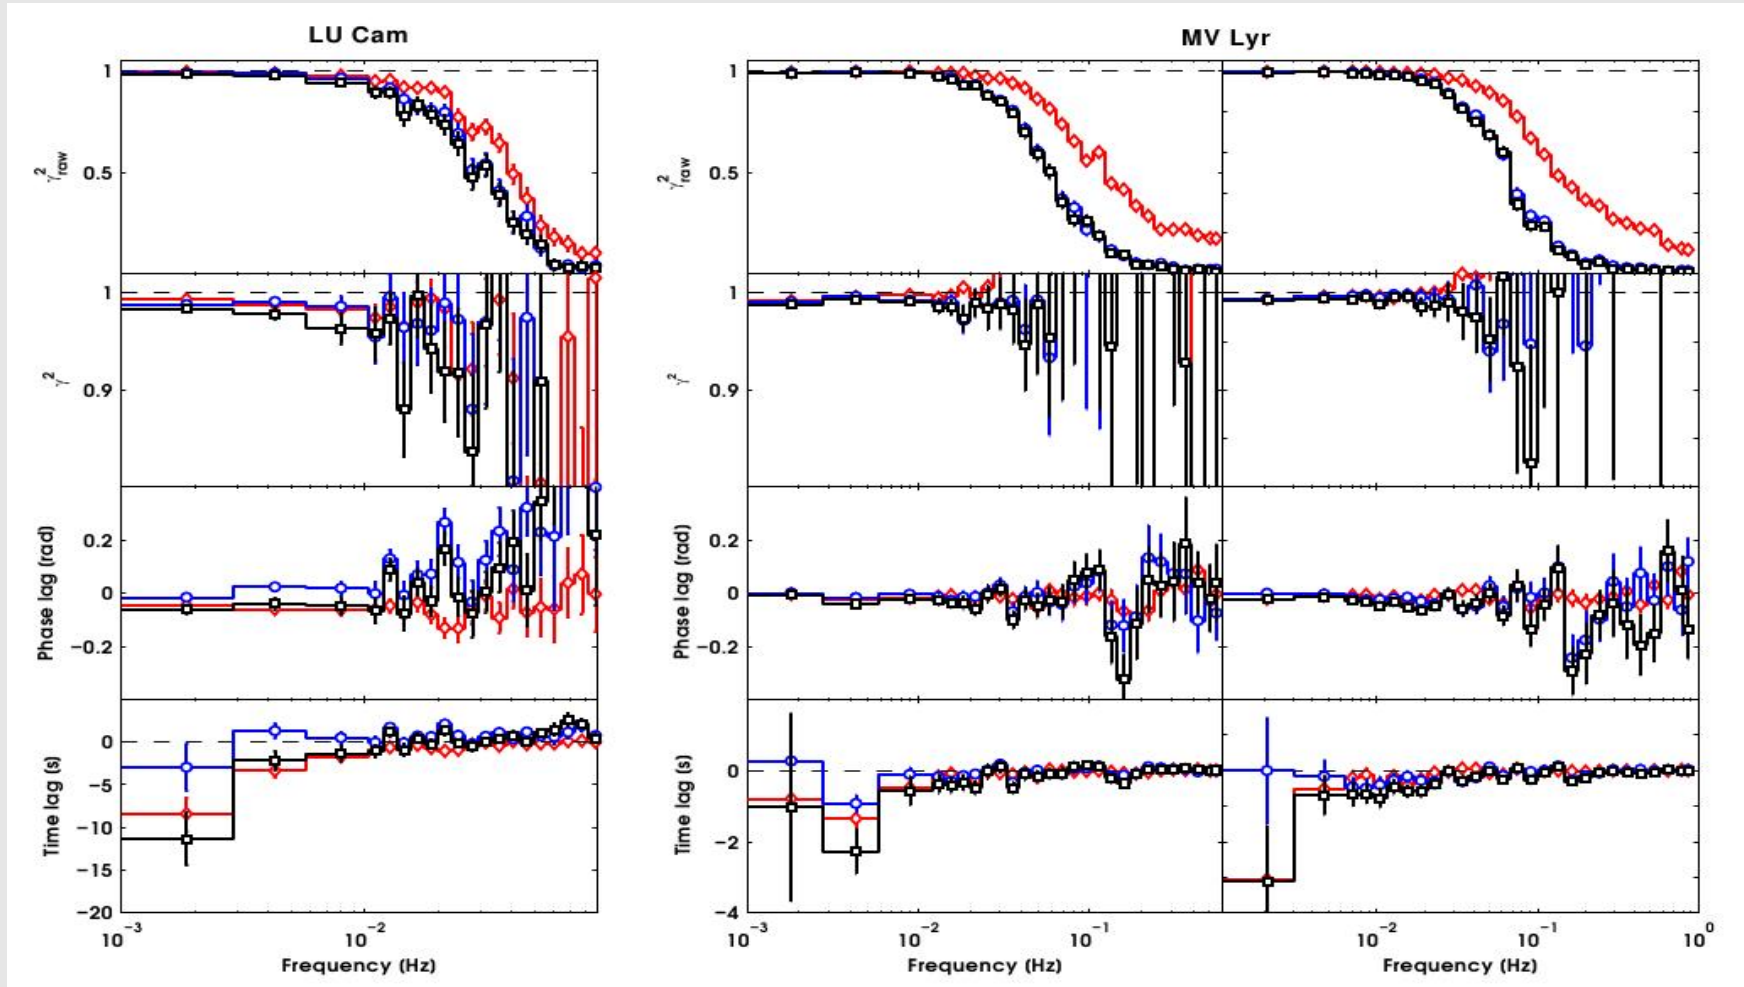 LU Cam
MV Lyr
1
0.5
γ²raw
1
0.5
γ²raw
1
0.9
γ²
1
0.9
γ²
0.2
0
−0.2
Phase lag (rad)
0.2
0
−0.2
Phase lag (rad)
0
−5
−10
−15
−20
Time lag (s)
0
−2
−4
Time lag (s)
10⁻³ 10⁻²
10⁻³ 10⁻² 10⁻¹
10⁻² 10⁻¹ 10⁰
Frequency (Hz)
Frequency (Hz)
Frequency (Hz)